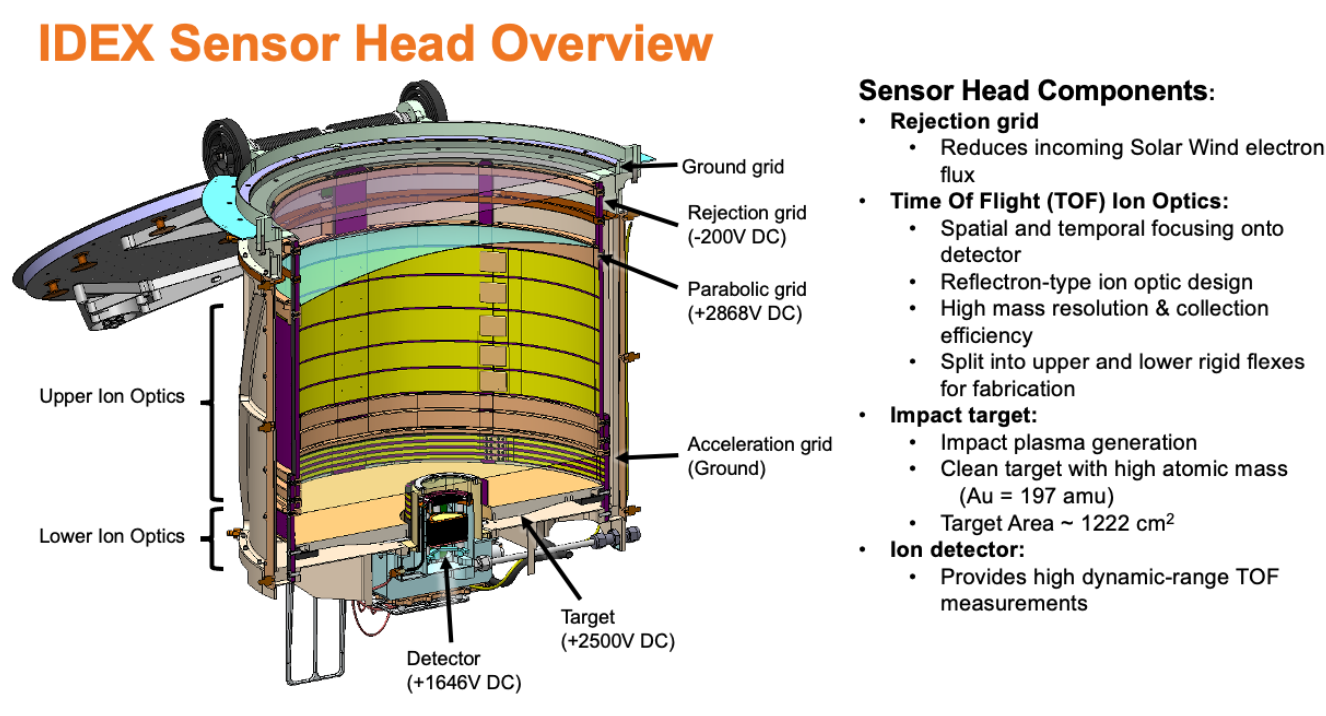 IDEX Sensor Head Overview
Ground grid
Rejection grid
(-200V DC)
Parabolic grid
(+2868V DC)
Upper Ion Optics
Acceleration grid
(Ground)
Lower Ion Optics
Target
(+2500V DC)
Detector
(+1646V DC)
Sensor Head Components:
• Rejection grid
• Reduces incoming Solar Wind electron
flux
• Time Of Flight (TOF) Ion Optics:
• Spatial and temporal focusing onto
detector
• Reflectron-type ion optic design
• High mass resolution & collection
efficiency
• Split into upper and lower rigid flexes
for fabrication
• Impact target:
• Impact plasma generation
• Clean target with high atomic mass
(Au = 197 amu)
• Target Area ~ 1222 cm²
• Ion detector:
• Provides high dynamic-range TOF
measurements